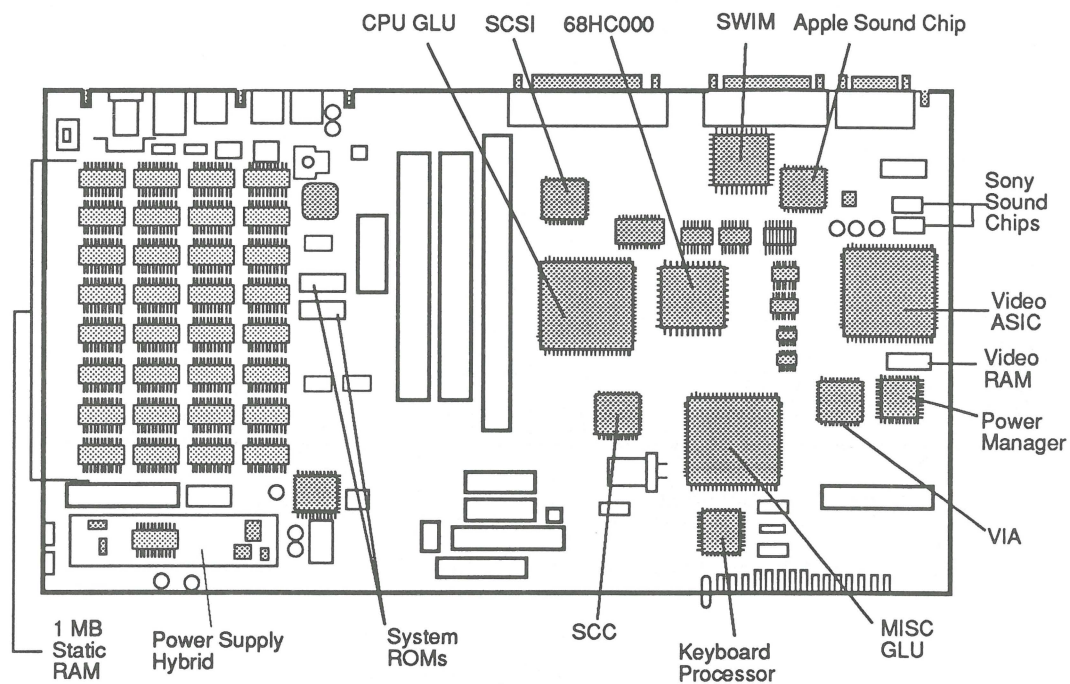 CPU GLU
SCSI
68HC000
SWIM
Apple Sound Chip
Sony
Sound
Chips
Video
ASIC
Video
RAM
Power
Manager
VIA
1 MB
Static
RAM
Power Supply
Hybrid
System
ROMs
SCC
Keyboard
Processor
MISC
GLU